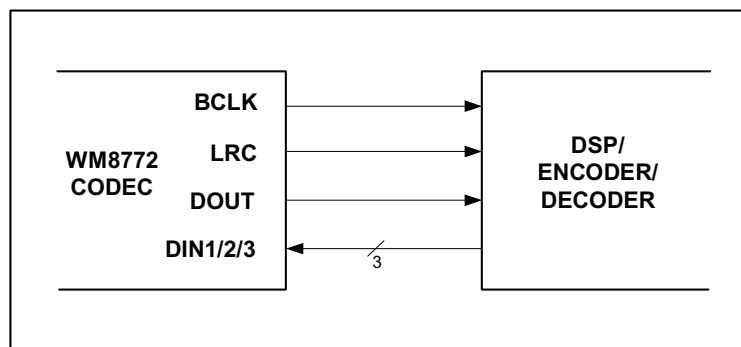 BCLK
LRC
WM8772
CODEC
DOUT
DIN1/2/3
3
DSP/
ENCODER/
DECODER